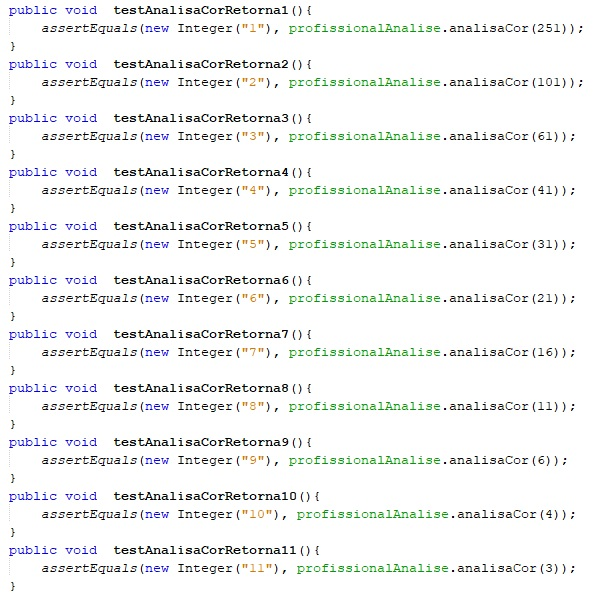 public void  testAnalisaCorRetorna1(){
    assertEquals(new Integer("1"), profissionalAnalise.analisaCor(251));
}
public void  testAnalisaCorRetorna2(){
    assertEquals(new Integer("2"), profissionalAnalise.analisaCor(101));
}
public void  testAnalisaCorRetorna3(){
    assertEquals(new Integer("3"), profissionalAnalise.analisaCor(61));
}
public void  testAnalisaCorRetorna4(){
    assertEquals(new Integer("4"), profissionalAnalise.analisaCor(41));
}
public void  testAnalisaCorRetorna5(){
    assertEquals(new Integer("5"), profissionalAnalise.analisaCor(31));
}
public void  testAnalisaCorRetorna6(){
    assertEquals(new Integer("6"), profissionalAnalise.analisaCor(21));
}
public void  testAnalisaCorRetorna7(){
    assertEquals(new Integer("7"), profissionalAnalise.analisaCor(16));
}
public void  testAnalisaCorRetorna8(){
    assertEquals(new Integer("8"), profissionalAnalise.analisaCor(11));
}
public void  testAnalisaCorRetorna9(){
    assertEquals(new Integer("9"), profissionalAnalise.analisaCor(6));
}
public void  testAnalisaCorRetorna10(){
    assertEquals(new Integer("10"), profissionalAnalise.analisaCor(4));
}
public void  testAnalisaCorRetorna11(){
    assertEquals(new Integer("11"), profissionalAnalise.analisaCor(3));
}